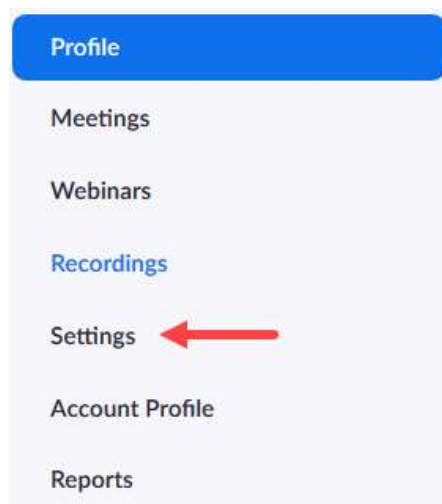 Profile
Meetings
Webinars
Recordings
Settings
Account Profile
Reports